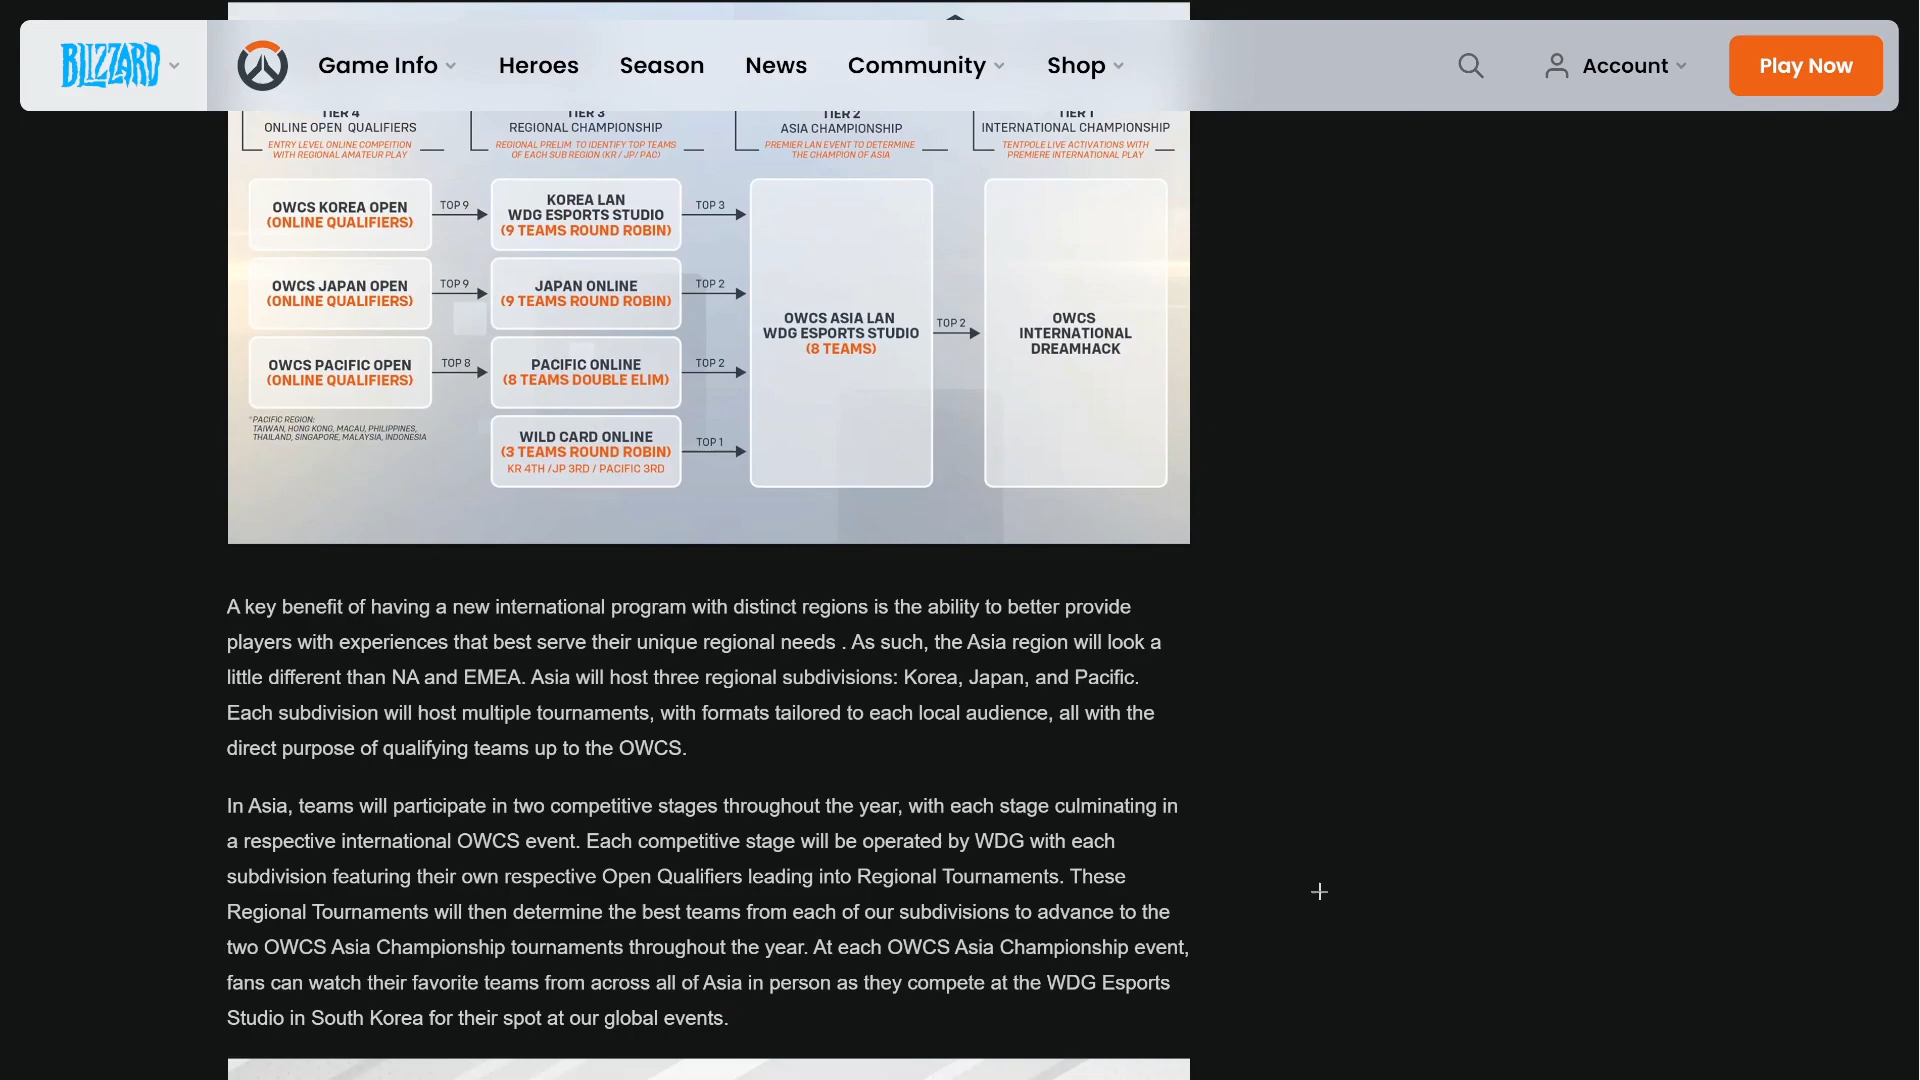 BLIZZARD
Game Info
Heroes
Season
News
Community
Shop
Account
Play Now
TIER 4
ONLINE OPEN QUALIFIERS
ENTRY LEVEL ONLINE COMPEITION
WITH REGIONAL AMATEUR PLAY
TIER 3
REGIONAL CHAMPIONSHIP
REGIONAL PRELIM TO IDENTIFY TOP TEAMS
OF EACH SUB REGION (KR / JP/ PAC)
TIER 2
ASIA CHAMPIONSHIP
PREMIER LAN EVENT TO DETERMINE
THE CHAMPION OF ASIA
TIER 1
INTERNATIONAL CHAMPIONSHIP
TENTPOLE LIVE ACTIVATIONS WITH
PREMIERE INTERNATIONAL PLAY
OWCS KOREA OPEN
(ONLINE QUALIFIERS)
TOP 9
KOREA LAN
WDG ESPORTS STUDIO
(9 TEAMS ROUND ROBIN)
TOP 3
OWCS JAPAN OPEN
(ONLINE QUALIFIERS)
TOP 9
JAPAN ONLINE
(9 TEAMS ROUND ROBIN)
TOP 2
OWCS PACIFIC OPEN
(ONLINE QUALIFIERS)
TOP 8
PACIFIC ONLINE
(8 TEAMS DOUBLE ELIM)
TOP 2
*PACIFIC REGION:
TAIWAN, HONG KONG, MACAU, PHILIPPINES,
THAILAND, SINGAPORE, MALAYSIA, INDONESIA
WILD CARD ONLINE
(3 TEAMS ROUND ROBIN)
KR 4TH /JP 3RD / PACIFIC 3RD
TOP 1
OWCS ASIA LAN
WDG ESPORTS STUDIO
(8 TEAMS)
TOP 2
OWCS
INTERNATIONAL
DREAMHACK
A key benefit of having a new international program with distinct regions is the ability to better provide
players with experiences that best serve their unique regional needs . As such, the Asia region will look a
little different than NA and EMEA. Asia will host three regional subdivisions: Korea, Japan, and Pacific.
Each subdivision will host multiple tournaments, with formats tailored to each local audience, all with the
direct purpose of qualifying teams up to the OWCS.
In Asia, teams will participate in two competitive stages throughout the year, with each stage culminating in
a respective international OWCS event. Each competitive stage will be operated by WDG with each
subdivision featuring their own respective Open Qualifiers leading into Regional Tournaments. These
Regional Tournaments will then determine the best teams from each of our subdivisions to advance to the
two OWCS Asia Championship tournaments throughout the year. At each OWCS Asia Championship event,
fans can watch their favorite teams from across all of Asia in person as they compete at the WDG Esports
Studio in South Korea for their spot at our global events.